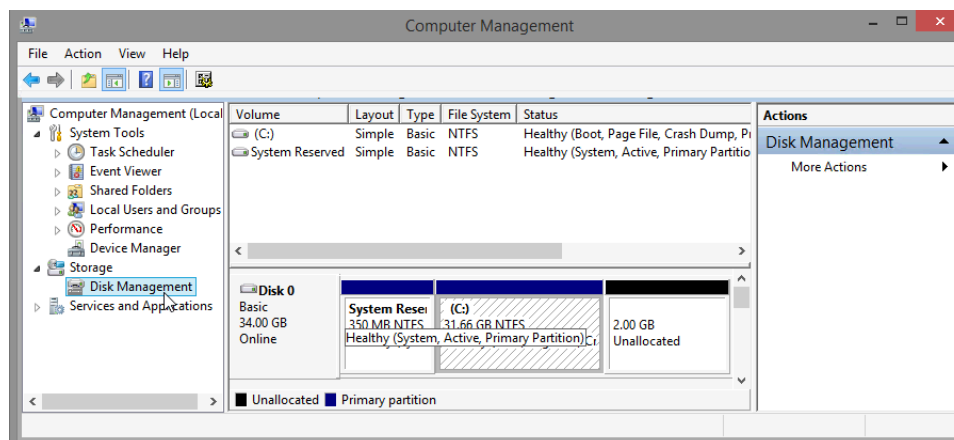 Computer Management
File Action View Help
Computer Management (Local
System Tools
Task Scheduler
Event Viewer
Shared Folders
Local Users and Groups
Performance
Device Manager
Storage
Disk Management
Services and Applications
Volume Layout Type File System Status
(C:) Simple Basic NTFS Healthy (Boot, Page File, Crash Dump, Pr
System Reserved Simple Basic NTFS Healthy (System, Active, Primary Partitio
Disk 0
Basic
34.00 GB
Online
System Reser
350 MB NTFS
Healthy (System, Active, Primary Partition)
(C:)
31.66 GB NTFS
2.00 GB
Unallocated
Unallocated Primary partition
Actions
Disk Management
More Actions